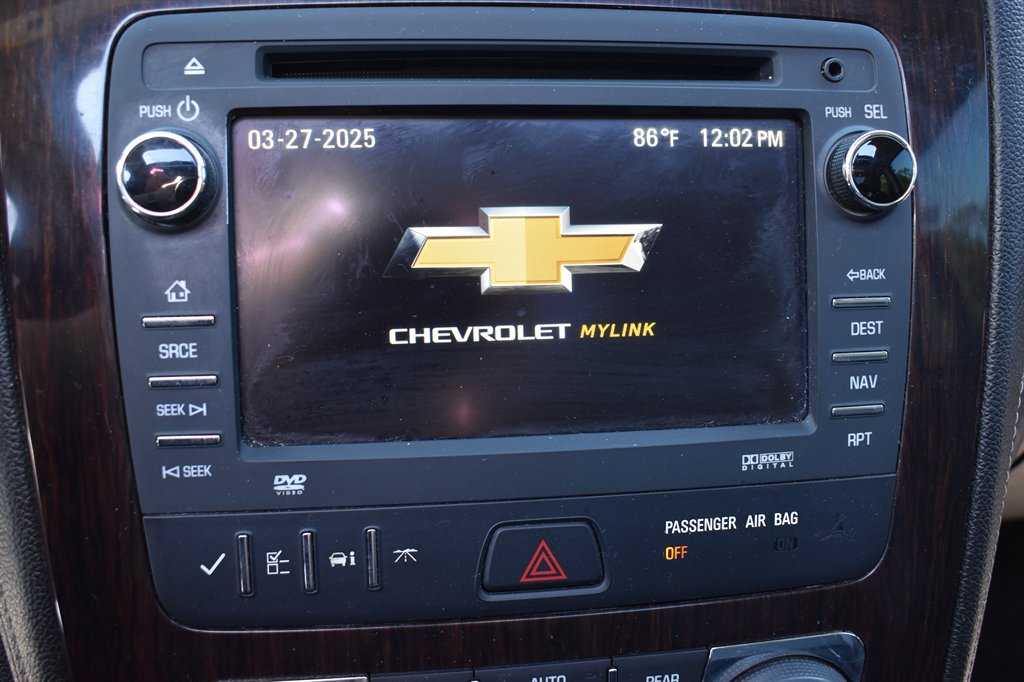 PUSH
PUSH SEL
03-27-2025 86°F 12:02 PM
CHEVROLET MYLINK
SRCE
SEEK
SEEK
BACK
DEST
NAV
RPT
DVD
VIDEO
DOLBY
DIGITAL
PASSENGER AIR BAG
OFF ON
AUTO REAR